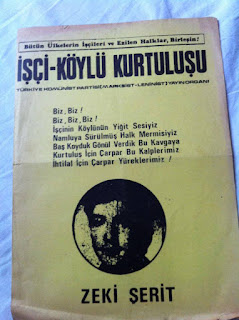 Bütün Ülkelerin İşçileri ve Ezilen Halklar, Birleşin!
İŞÇİ-KÖYLÜ KURTULUŞU
TÜRKİYE KOMÜNİST PARTİSİ/MARKSİST-LENİNİST YAYIN ORGANI
Biz, Biz!
Biz, Biz, Biz!
İşçinin Köylünün Yiğit Sesiyiz
Namluya Sürülmüş Halk Mermisiyiz
Baş Koyduk Gönül Verdik Bu Kavgaya
Kurtuluş İçin Çarpar Bu Kalplerimiz
İhtilal İçin Çarpar Yüreklerimiz!
ZEKİ ŞERİT